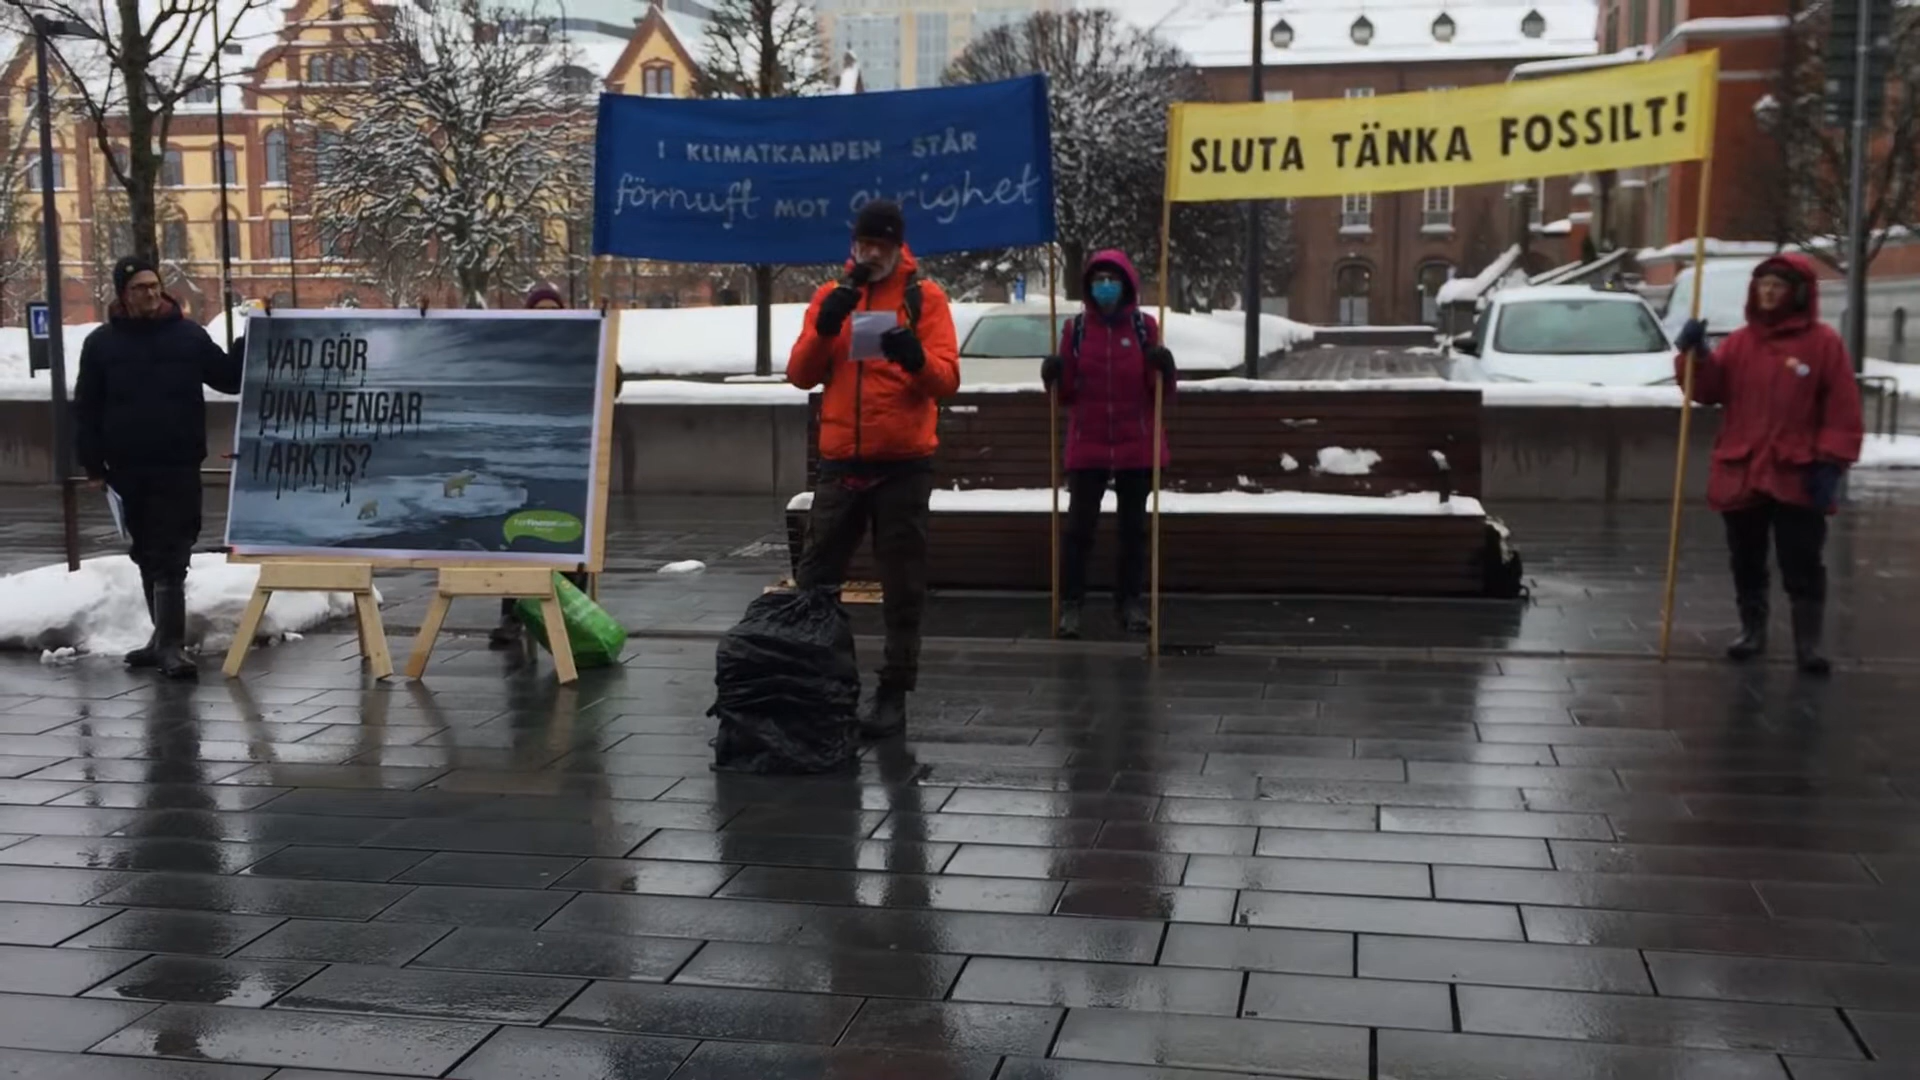 VAD GÖR
DINA PENGAR
I ARKTIS?
I KLIMATKAMPEN STÅR
förnuft MOT girighet
SLUTA TÄNKA FOSSILT!